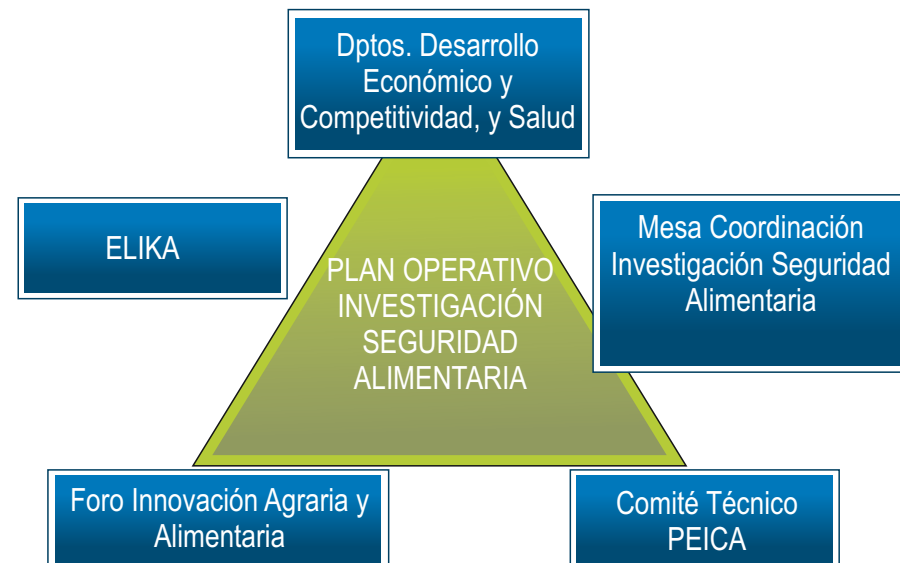 Dptos. Desarrollo
Económico y
Competitividad, y Salud
ELIKA
Mesa Coordinación
Investigación Seguridad
Alimentaria
PLAN OPERATIVO
INVESTIGACIÓN
SEGURIDAD
ALIMENTARIA
Foro Innovación Agraria y
Alimentaria
Comité Técnico
PEICA